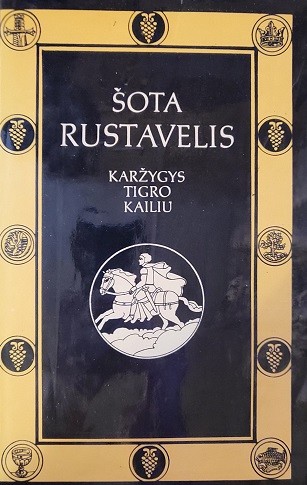 ŠOTA
RUSTAVELIS
KARŽYGYS
TIGRO
KAILIU